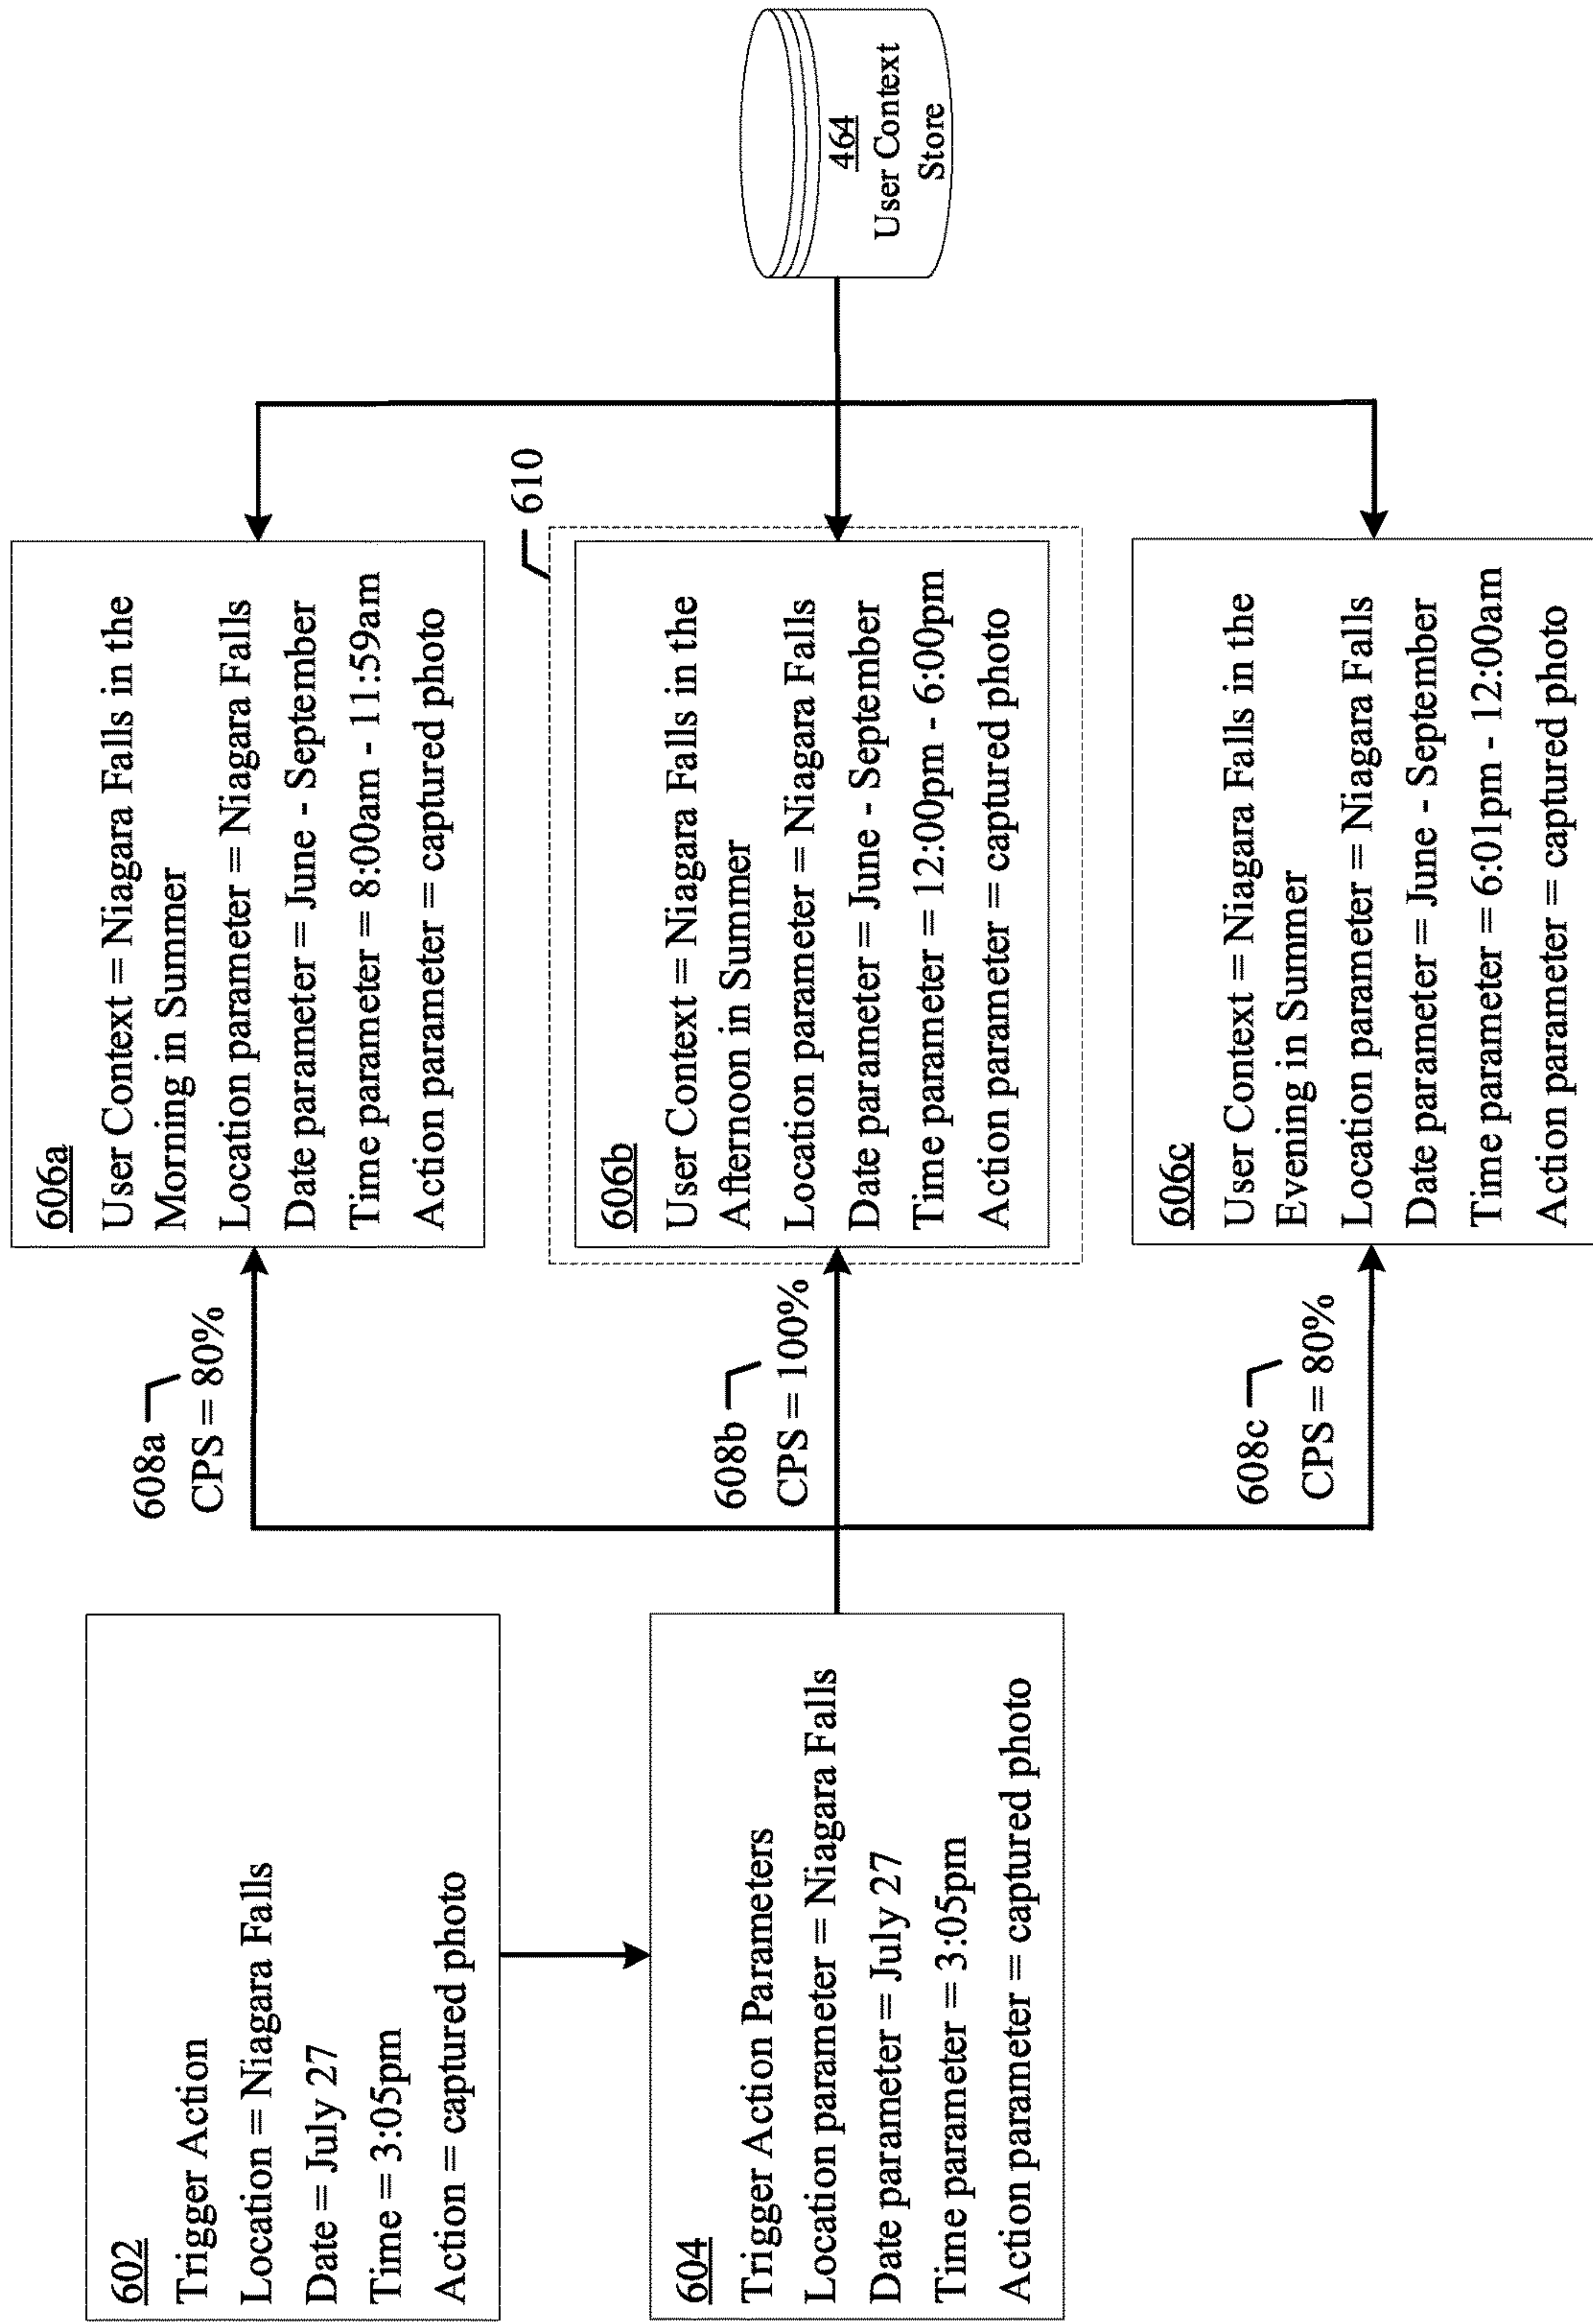 602
Trigger Action
Location = Niagara Falls
Date = July 27
Time = 3:05pm
Action = captured photo
604
Trigger Action Parameters
Location parameter = Niagara Falls
Date parameter = July 27
Time parameter = 3:05pm
Action parameter = captured photo
608a
CPS = 80%
608b
CPS = 100%
608c
CPS = 80%
606a
User Context = Niagara Falls in the
Morning in Summer
Location parameter = Niagara Falls
Date parameter = June - September
Time parameter = 8:00am - 11:59am
Action parameter = captured photo
610
606b
User Context = Niagara Falls in the
Afternoon in Summer
Location parameter = Niagara Falls
Date parameter = June - September
Time parameter = 12:00pm - 6:00pm
Action parameter = captured photo
606c
User Context = Niagara Falls in the
Evening in Summer
Location parameter = Niagara Falls
Date parameter = June - September
Time parameter = 6:01pm - 12:00am
Action parameter = captured photo
464
User Context
Store